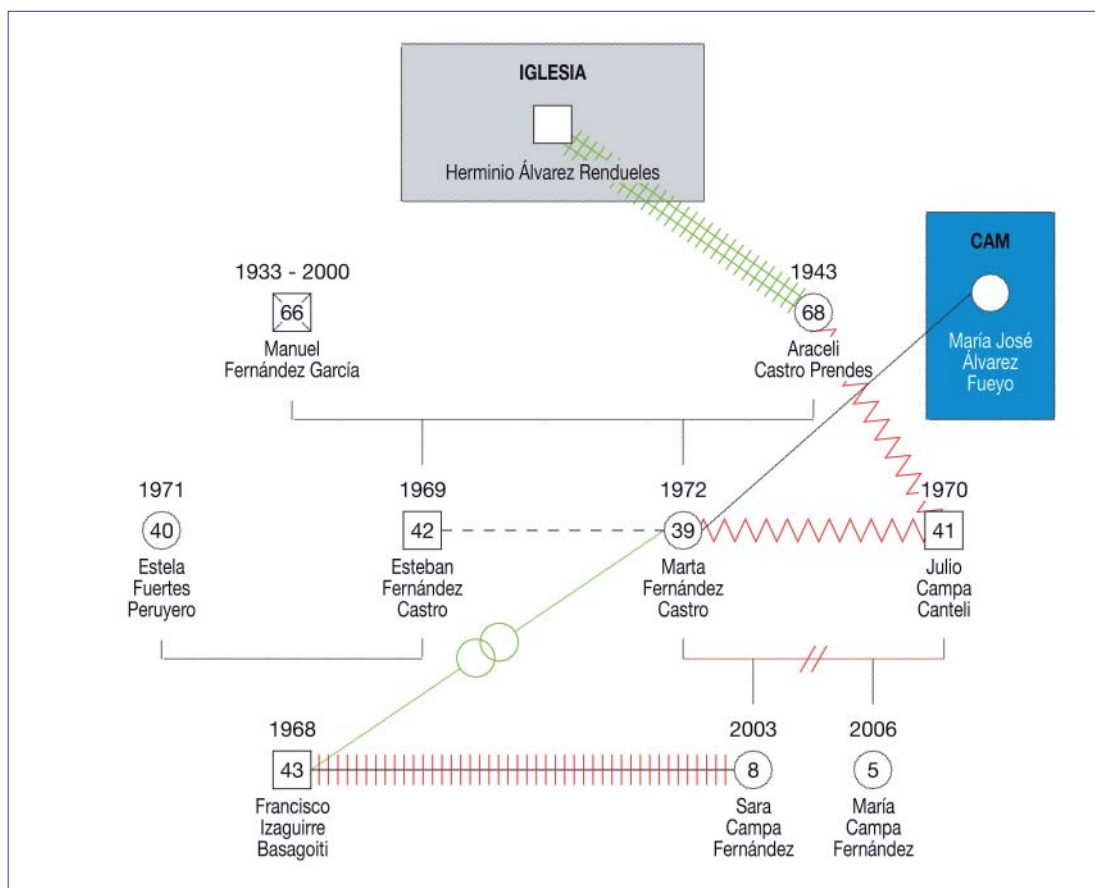 IGLESIA
Herminio Álvarez Rendueles
CAM
María José
Álvarez
Fueyo
1933 - 2000
66
Manuel
Fernández García
1943
68
Araceli
Castro Prendes
1971
40
Estela
Fuertes
Peruyero
1969
42
Esteban
Fernández
Castro
1972
39
Marta
Fernández
Castro
1970
41
Julio
Campa
Canteli
1968
43
Francisco
Izaguirre
Basagoiti
2003
8
Sara
Campa
Fernández
2006
5
María
Campa
Fernández